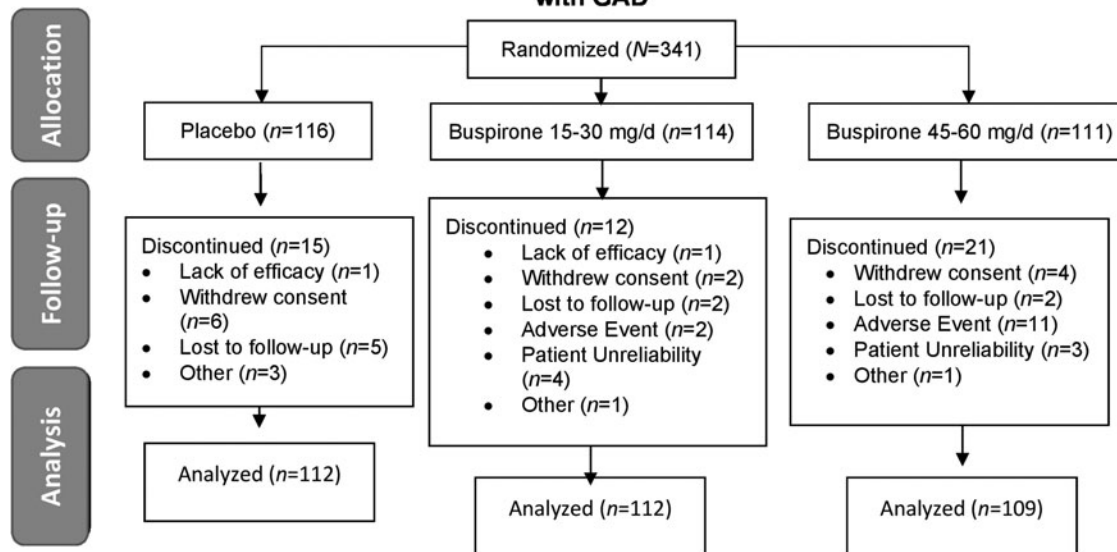 with GAD
Allocation
Randomized (N=341)
Placebo (n=116)
Buspirone 15-30 mg/d (n=114)
Buspirone 45-60 mg/d (n=111)
Follow-up
Discontinued (n=15)
• Lack of efficacy (n=1)
• Withdrew consent
(n=6)
• Lost to follow-up (n=5)
• Other (n=3)
Discontinued (n=12)
• Lack of efficacy (n=1)
• Withdrew consent (n=2)
• Lost to follow-up (n=2)
• Adverse Event (n=2)
• Patient Unreliability
(n=4)
• Other (n=1)
Discontinued (n=21)
• Withdrew consent (n=4)
• Lost to follow-up (n=2)
• Adverse Event (n=11)
• Patient Unreliability (n=3)
• Other (n=1)
Analysis
Analyzed (n=112)
Analyzed (n=112)
Analyzed (n=109)